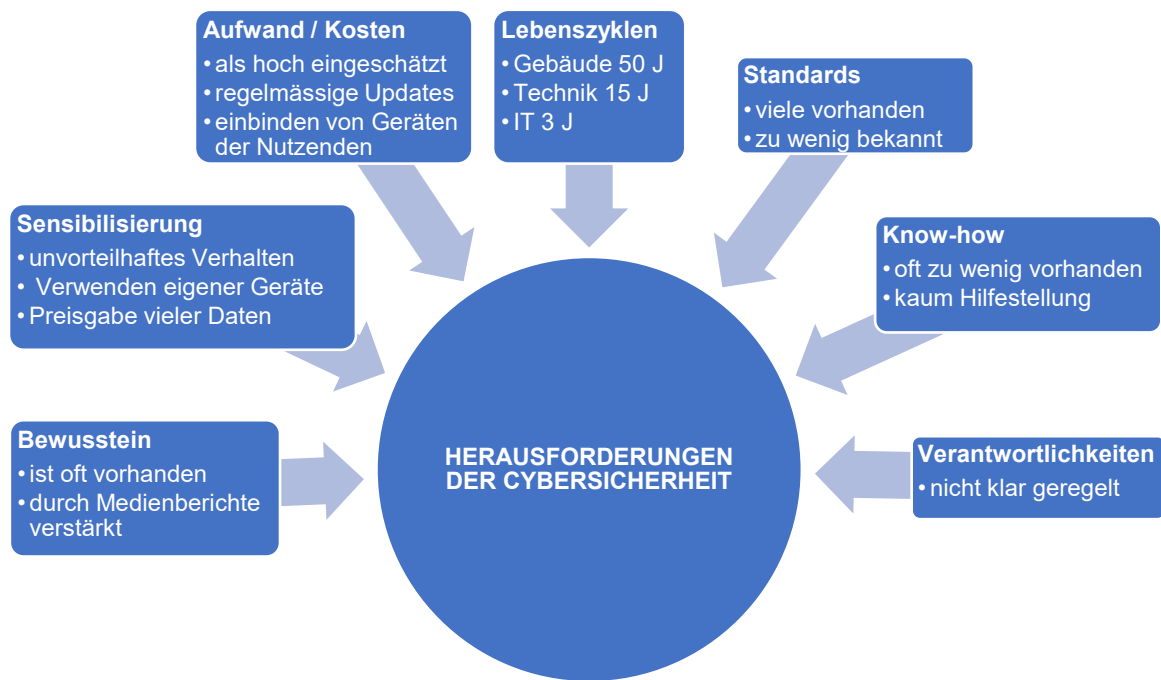 Aufwand / Kosten
• als hoch eingeschätzt
• regelmässige Updates
• einbinden von Geräten
der Nutzenden
Lebenszyklen
• Gebäude 50 J
• Technik 15 J
• IT 3 J
Standards
• viele vorhanden
• zu wenig bekannt
Sensibilisierung
• unvorteilhaftes Verhalten
• Verwenden eigener Geräte
• Preisgabe vieler Daten
Know-how
• oft zu wenig vorhanden
• kaum Hilfestellung
Bewusstein
• ist oft vorhanden
• durch Medienberichte
verstärkt
HERAUSFORDERUNGEN
DER CYBERSICHERHEIT
Verantwortlichkeiten
• nicht klar geregelt